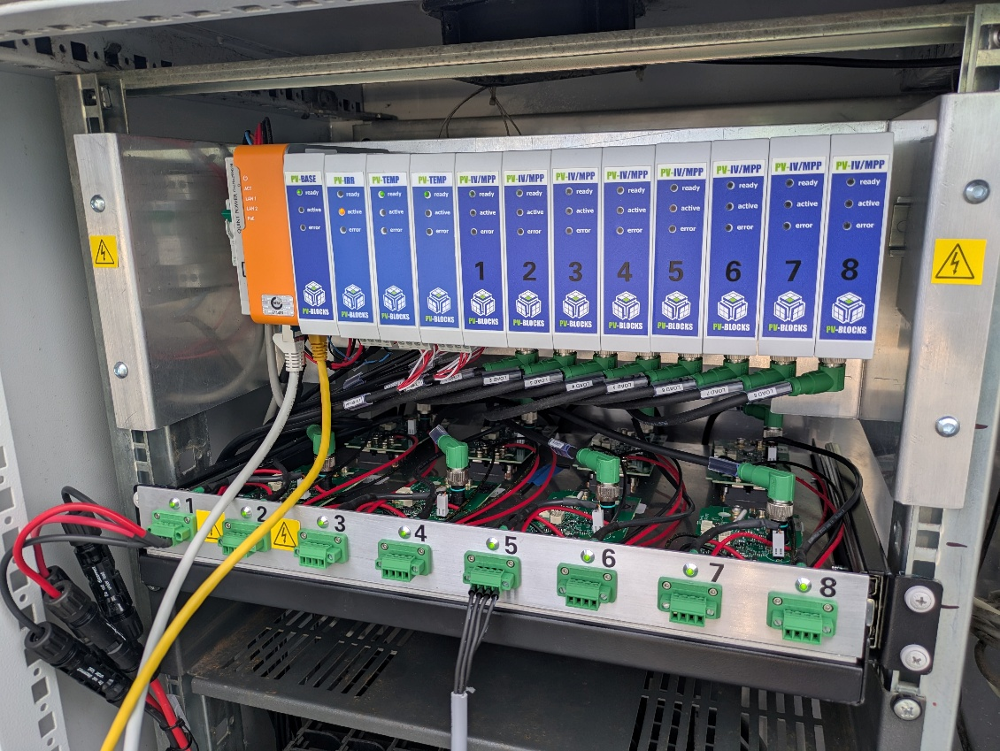 PV-BASE
ready
active
error
PV-BLOCKS
PV-IRR
ready
active
error
PV-BLOCKS
PV-TEMP
ready
active
error
PV-BLOCKS
PV-TEMP
ready
active
error
PV-BLOCKS
PV-IV/MPP
ready
active
error
1
PV-BLOCKS
PV-IV/MPP
ready
active
error
2
PV-BLOCKS
PV-IV/MPP
ready
active
error
3
PV-BLOCKS
PV-IV/MPP
ready
active
error
4
PV-BLOCKS
PV-IV/MPP
ready
active
error
5
PV-BLOCKS
PV-IV/MPP
ready
active
error
6
PV-BLOCKS
PV-IV/MPP
ready
active
error
7
PV-BLOCKS
PV-IV/MPP
ready
active
error
8
PV-BLOCKS
ACT
LAN 1
LAN 2
PoE
QUINT POWER
LOAD 4
LOAD 7
LOAD 8
1
2
3
4
5
6
7
8